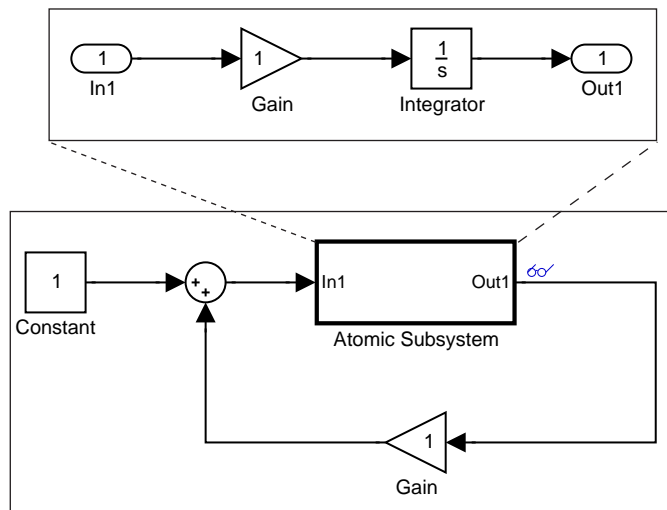 1
In1
1
Gain
1
s
Integrator
1
Out1
1
Constant
+
+
In1
Out1
Atomic Subsystem
1
Gain